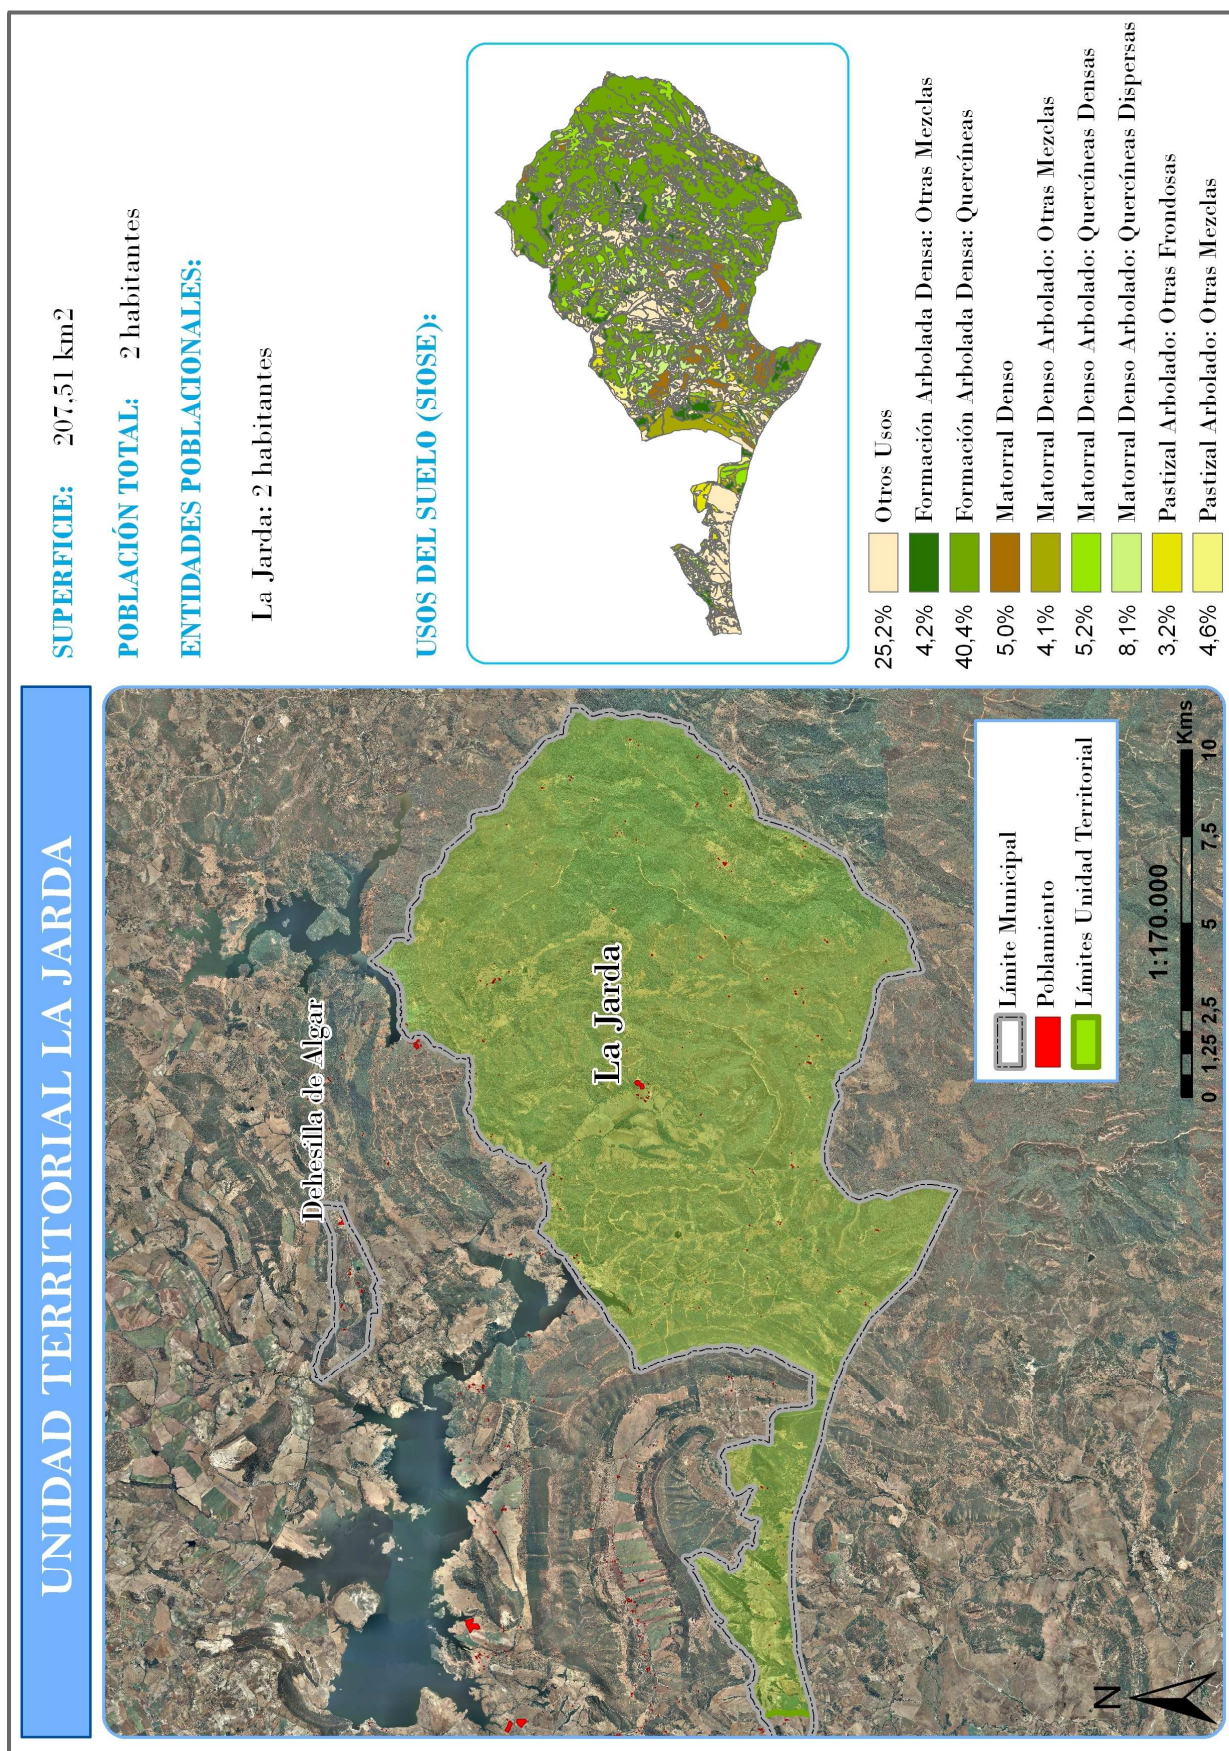 UNIDAD TERRITORIAL LA JARDA
Dehesilla de Algar
La Jarda
Límite Municipal
Poblamiento
Límites Unidad Territorial
1:170.000
0 1,25 2,5 5 7,5 10 Kms
N
SUPERFICIE: 207,51 km2
POBLACIÓN TOTAL: 2 habitantes
ENTIDADES POBLACIONALES:
La Jarda: 2 habitantes
USOS DEL SUELO (SIOSE):
25,2% Otros Usos
4,2% Formación Arbolada Densa: Otras Mezclas
40,4% Formación Arbolada Densa: Quercíneas
5,0% Matorral Denso
4,1% Matorral Denso Arbolado: Otras Mezclas
5,2% Matorral Denso Arbolado: Quercíneas Densas
8,1% Matorral Denso Arbolado: Quercíneas Dispersas
3,2% Pastizal Arbolado: Otras Frondosas
4,6% Pastizal Arbolado: Otras Mezclas